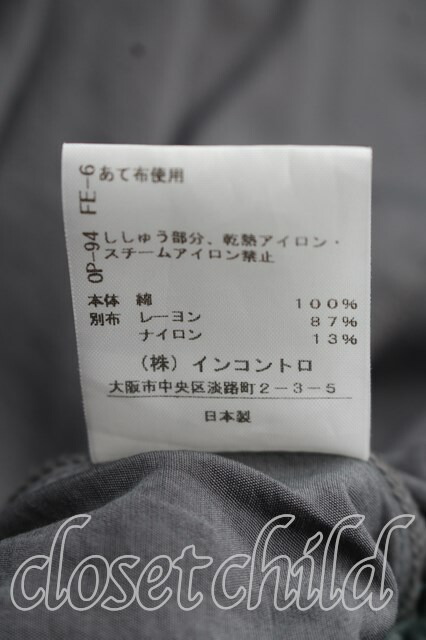 OP-94 FE-6
あて布使用
ししゅう部分、乾熱アイロン・
スチームアイロン禁止
本体 綿 100%
別布 レーヨン 87%
ナイロン 13%
(株)インコントロ
大阪市中央区淡路町2-3-5
日本製
closet child